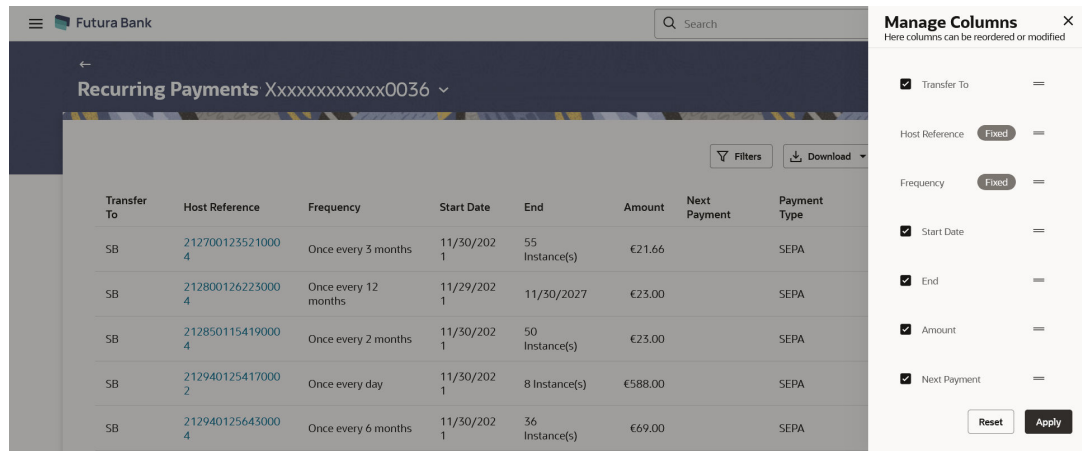 Futura Bank
Search
Recurring Payments Xxxxxxxxxxxx0036
Filters
Download
Transfer To Host Reference Frequency Start Date End Amount Next Payment Payment Type
SB 212700123521000 4 Once every 3 months 11/30/202 1 55 Instance(s) €21.66 SEPA
SB 212800126223000 4 Once every 12 months 11/29/202 1 11/30/2027 €23.00 SEPA
SB 212850115419000 4 Once every 2 months 11/30/202 1 50 Instance(s) €23.00 SEPA
SB 212940125417000 2 Once every day 11/30/202 1 8 Instance(s) €588.00 SEPA
SB 212940125643000 4 Once every 6 months 11/30/202 1 36 Instance(s) €69.00 SEPA
Manage Columns
Here columns can be reordered or modified
Transfer To
Host Reference Fixed
Frequency Fixed
Start Date
End
Amount
Next Payment
Reset Apply